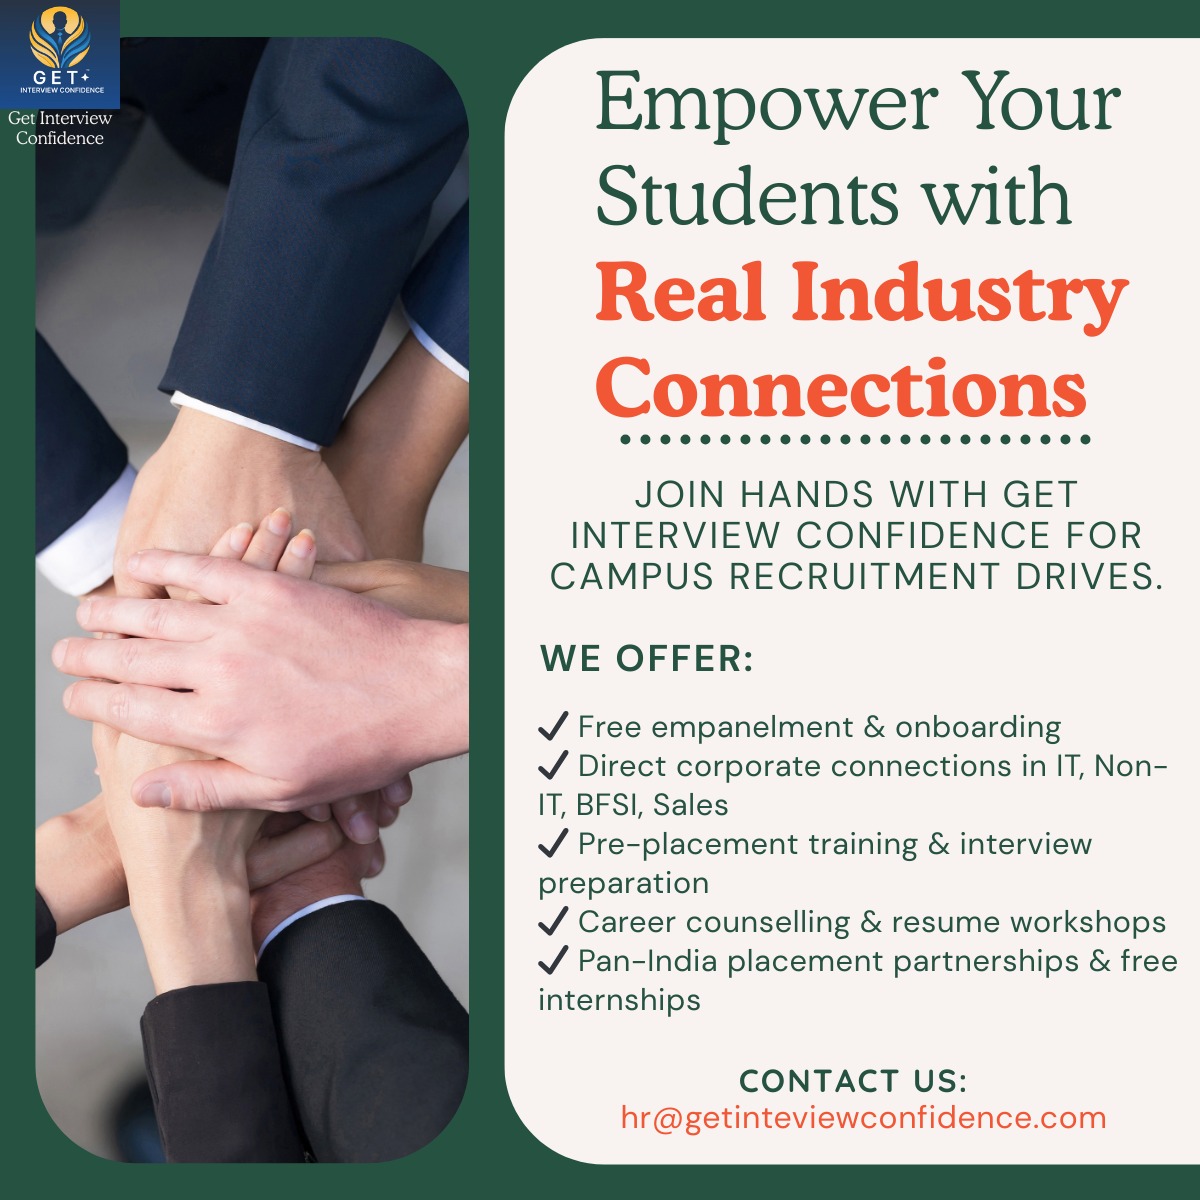 GET
INTERVIEW CONFIDENCE
Get Interview
Confidence
Empower Your
Students with
Real Industry
Connections
JOIN HANDS WITH GET
INTERVIEW CONFIDENCE FOR
CAMPUS RECRUITMENT DRIVES.
WE OFFER:
✔ Free empanelment & onboarding
✔ Direct corporate connections in IT, Non-
IT, BFSI, Sales
✔ Pre-placement training & interview
preparation
✔ Career counselling & resume workshops
✔ Pan-India placement partnerships & free
internships
CONTACT US:
hr@getinteviewconfidence.com